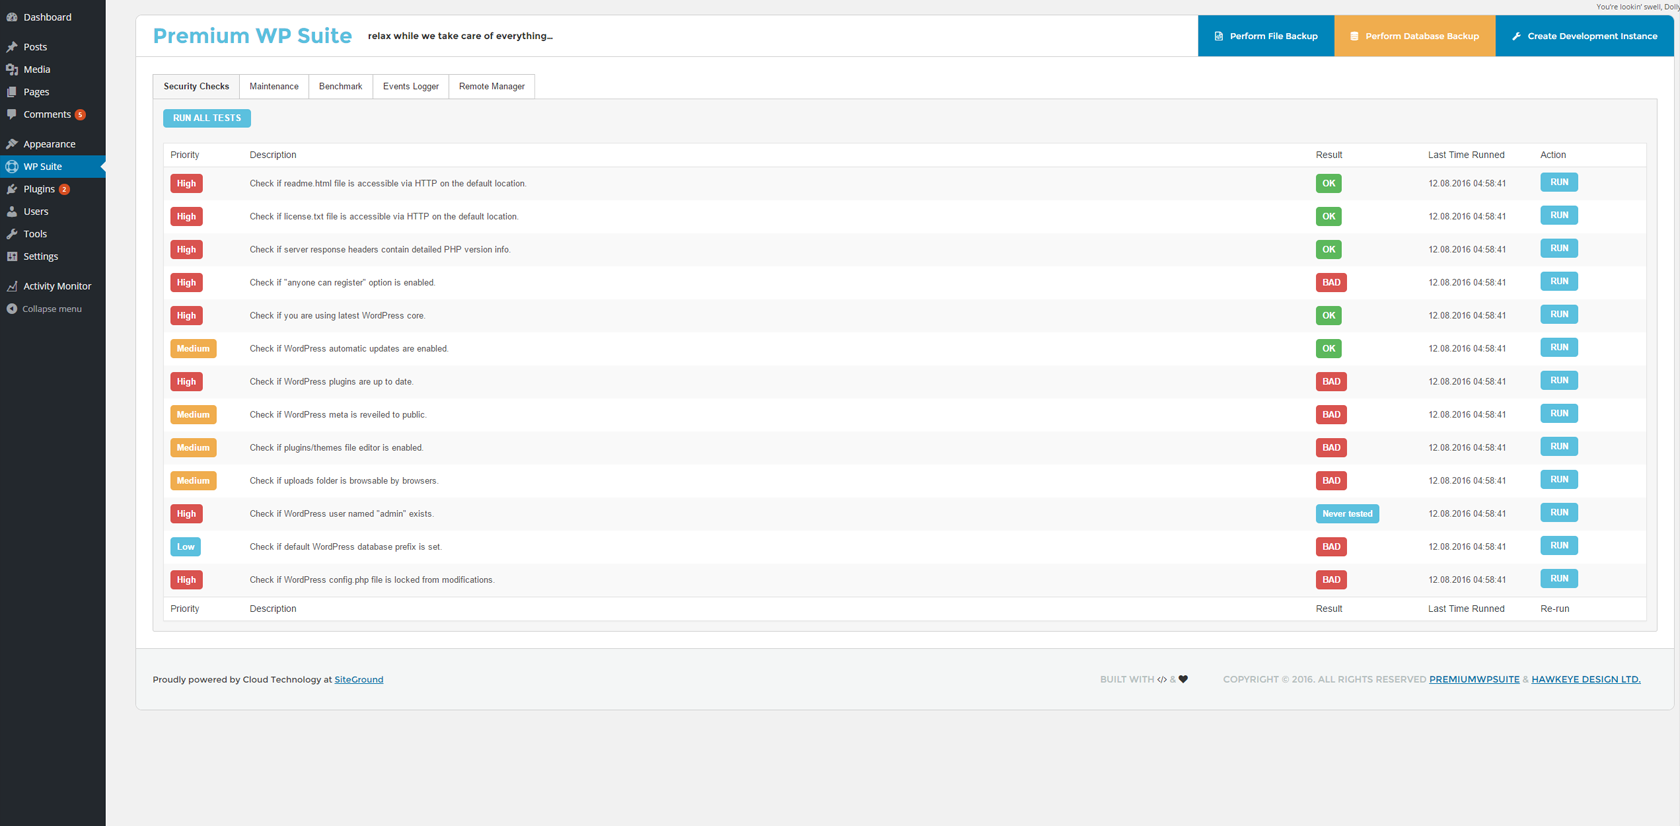 You're lookin' swell, Dolly
Dashboard
Posts
Media
Pages
Comments 5
Appearance
WP Suite
Plugins 2
Users
Tools
Settings
Activity Monitor
Collapse menu
Premium WP Suite relax while we take care of everything...
Perform File Backup Perform Database Backup Create Development Instance
Security Checks Maintenance Benchmark Events Logger Remote Manager
RUN ALL TESTS
Priority Description Result Last Time Runned Action
High Check if readme.html file is accessible via HTTP on the default location. OK 12.08.2016 04:58:41 RUN
High Check if license.txt file is accessible via HTTP on the default location. OK 12.08.2016 04:58:41 RUN
High Check if server response headers contain detailed PHP version info. OK 12.08.2016 04:58:41 RUN
High Check if "anyone can register" option is enabled. BAD 12.08.2016 04:58:41 RUN
High Check if you are using latest WordPress core. OK 12.08.2016 04:58:41 RUN
Medium Check if WordPress automatic updates are enabled. OK 12.08.2016 04:58:41 RUN
High Check if WordPress plugins are up to date. BAD 12.08.2016 04:58:41 RUN
Medium Check if WordPress meta is reveiled to public. BAD 12.08.2016 04:58:41 RUN
Medium Check if plugins/themes file editor is enabled. BAD 12.08.2016 04:58:41 RUN
Medium Check if uploads folder is browsable by browsers. BAD 12.08.2016 04:58:41 RUN
High Check if WordPress user named "admin" exists. Never tested 12.08.2016 04:58:41 RUN
Low Check if default WordPress database prefix is set. BAD 12.08.2016 04:58:41 RUN
High Check if WordPress config.php file is locked from modifications. BAD 12.08.2016 04:58:41 RUN
Priority Description Result Last Time Runned Re-run
Proudly powered by Cloud Technology at SiteGround
BUILT WITH </> & ♥ COPYRIGHT © 2016. ALL RIGHTS RESERVED PREMIUMWPSUITE & HAWKEYE DESIGN LTD.